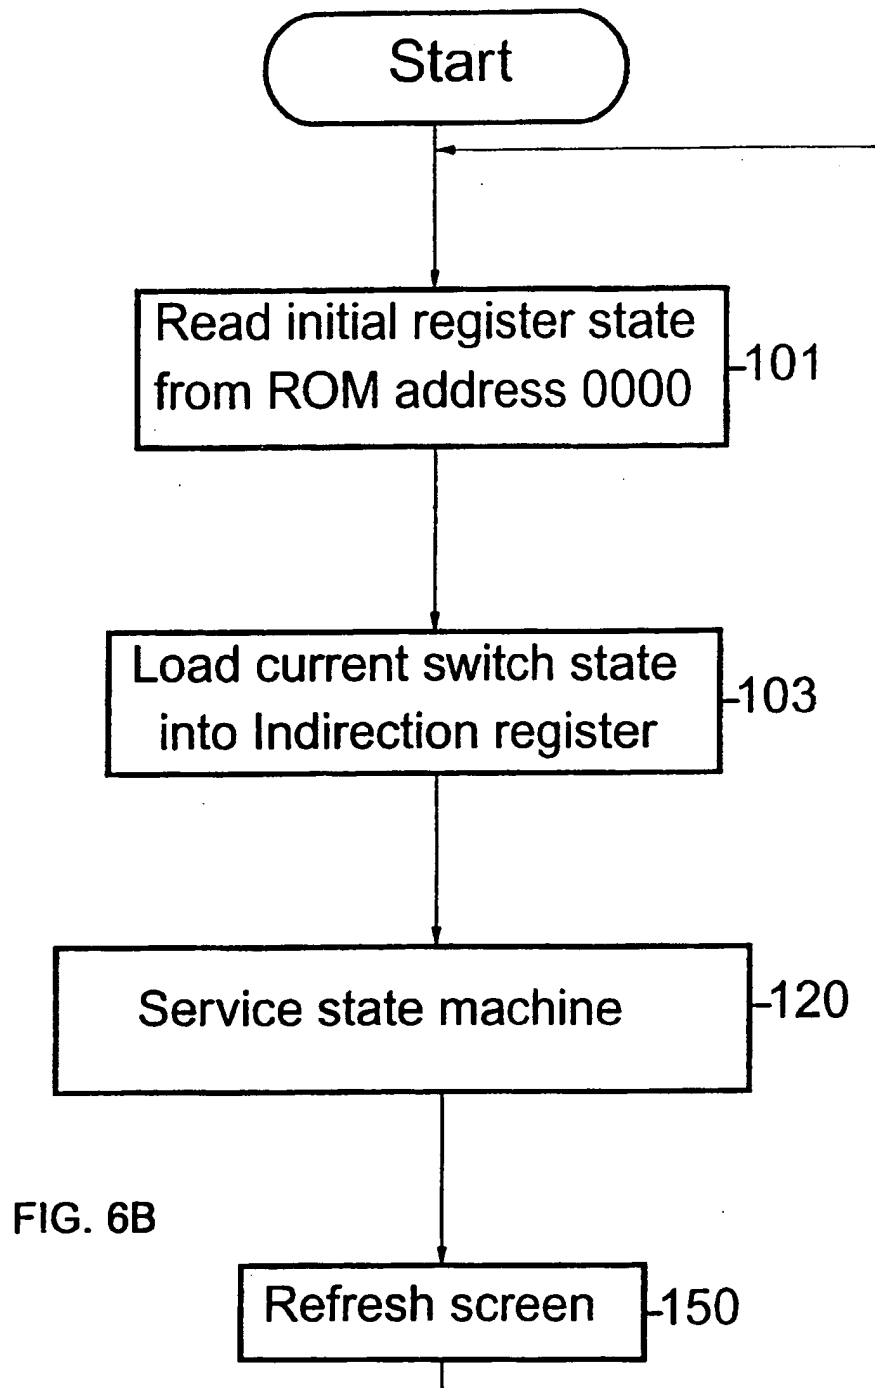 Start
Read initial register state
from ROM address 0000
101
Load current switch state
into Indirection register
103
Service state machine
120
FIG. 6B
Refresh screen
150